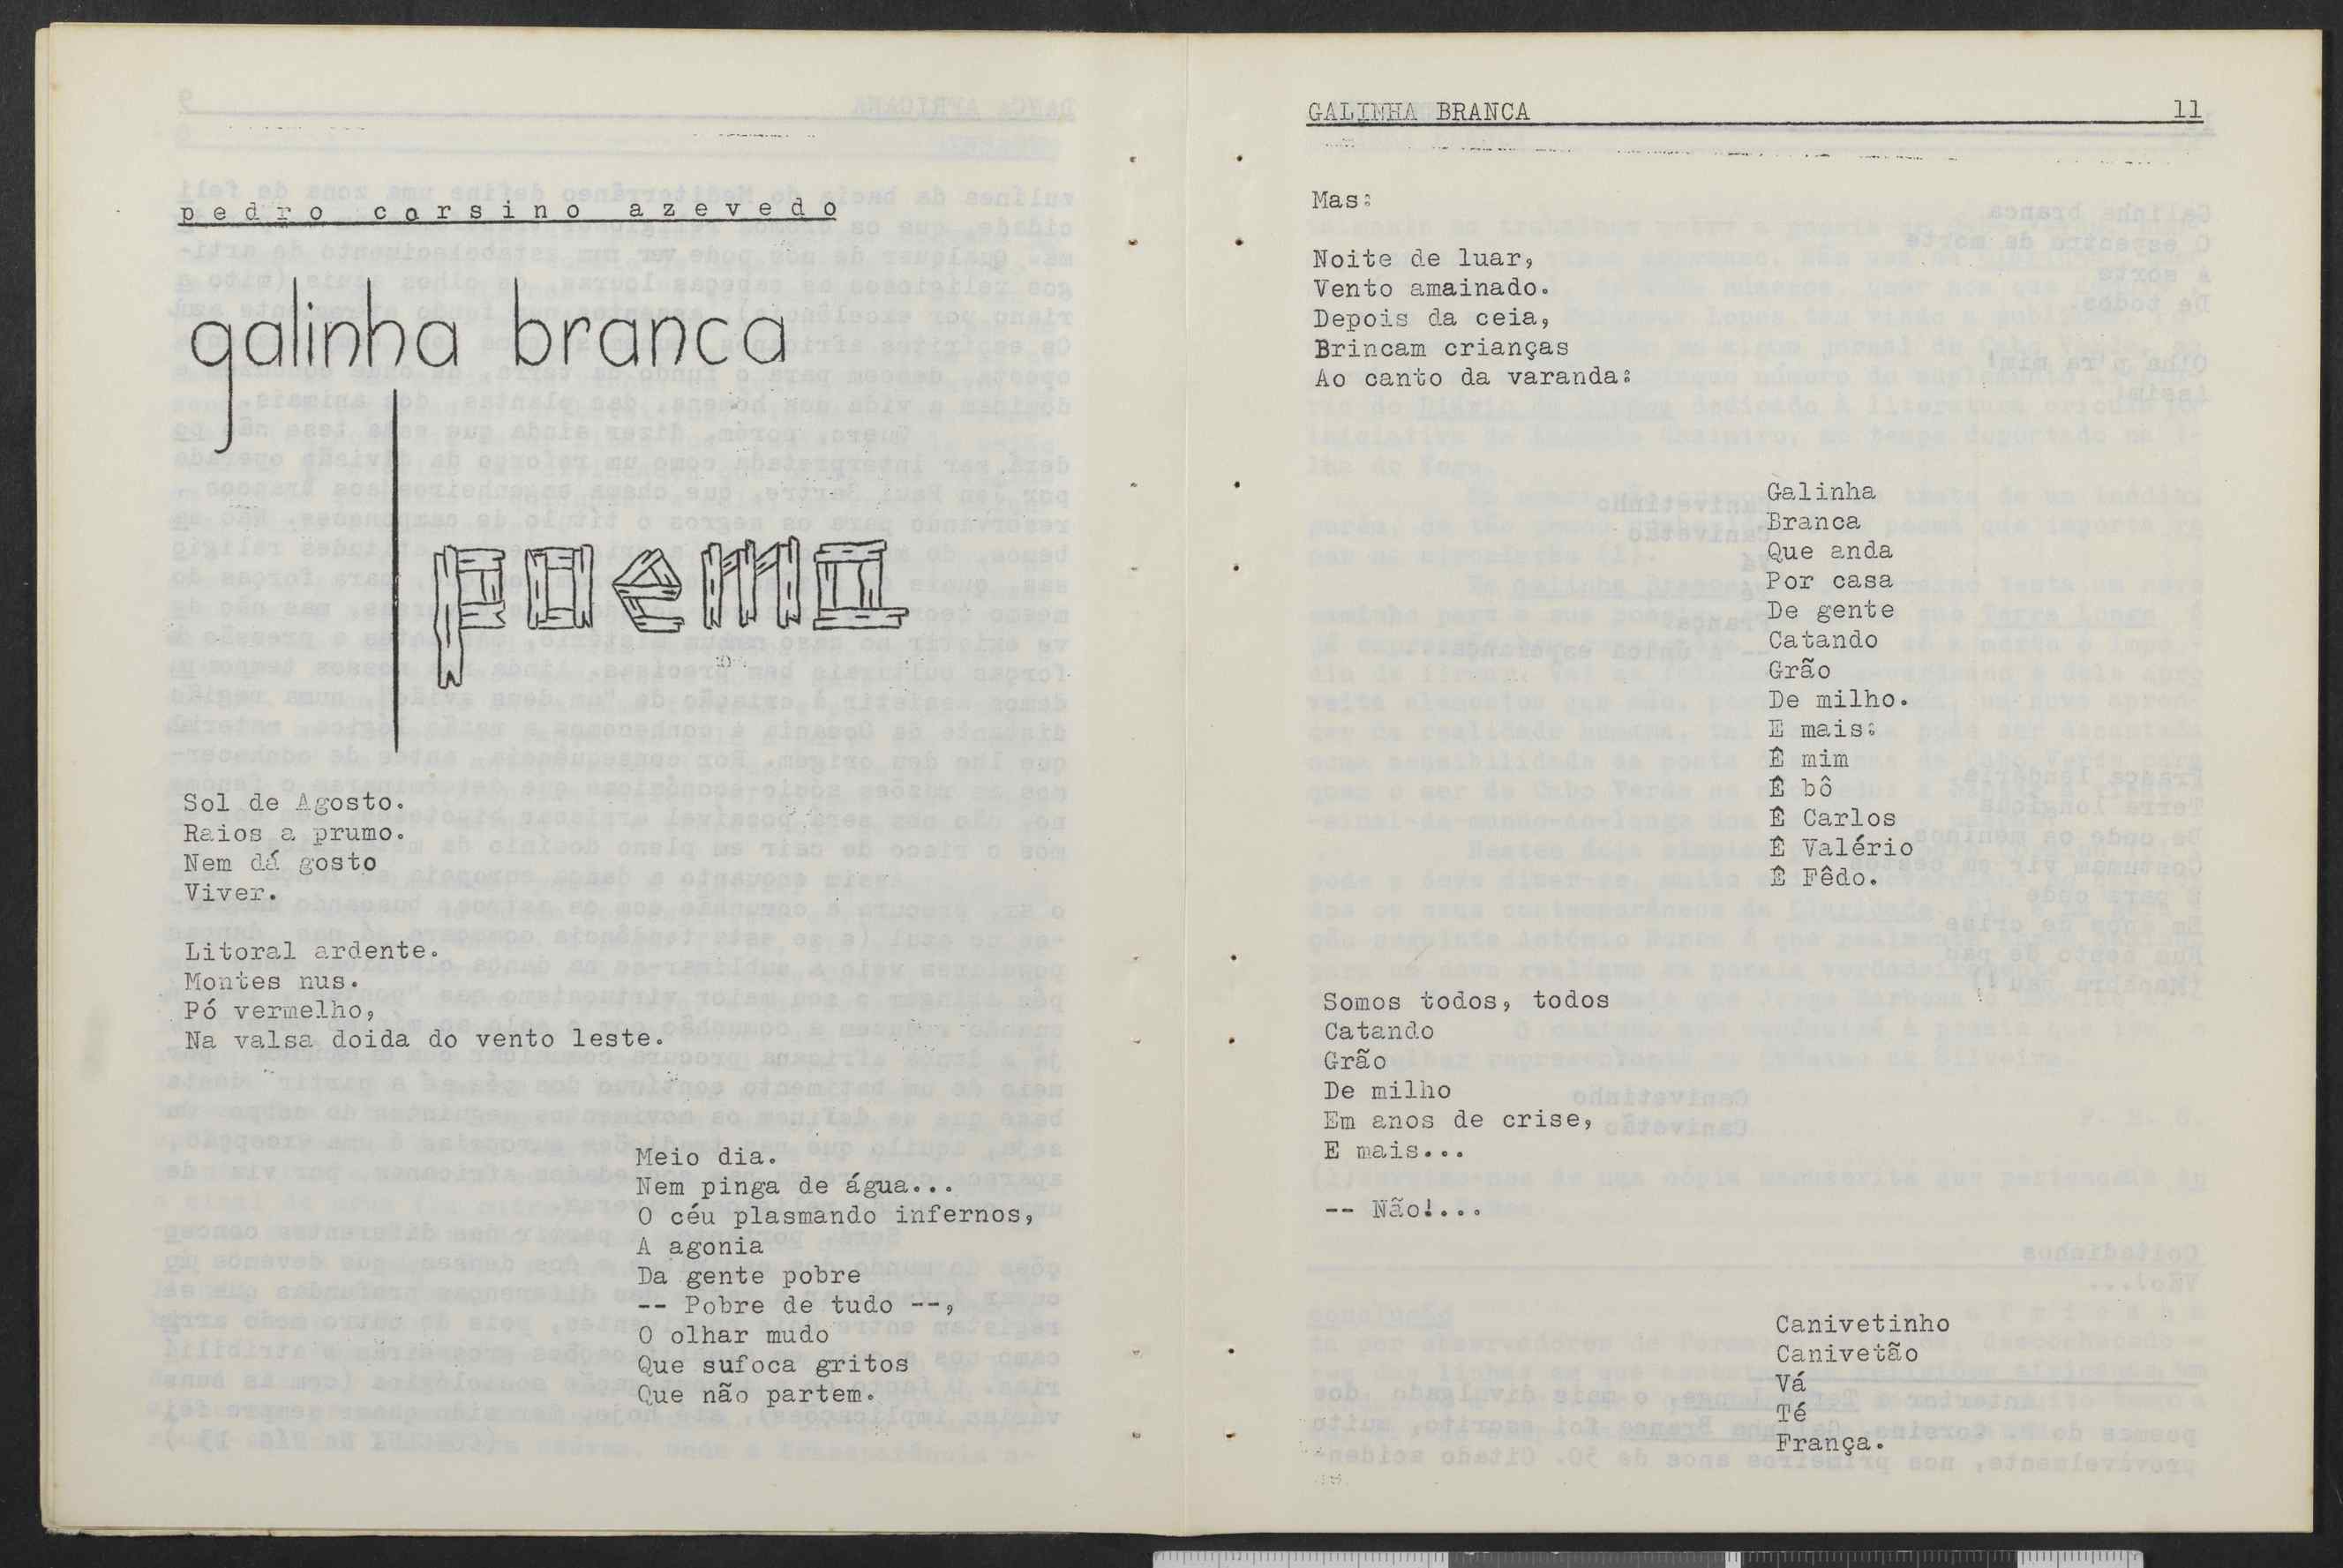 pedro corsino azevedo
galinha branca
poema
Sol de Agosto.
Raios a prumo.
Nem dá gosto
Viver.
Litoral ardente.
Montes nus.
Pó vermelho,
Na valsa doida do vento leste.
Meio dia.
Nem pinga de água...
O céu plasmando infernos,
A agonia
Da gente pobre
-- Pobre de tudo --,
O olhar mudo
Que sufoca gritos
Que não partem.
GALINHA BRANCA 11
Mas:
Noite de luar,
Vento amainado.
Depois da ceia,
Brincam crianças
Ao canto da varanda:
Galinha
Branca
Que anda
Por casa
De gente
Catando
Grão
De milho.
E mais:
Ê mim
Ê bô
Ê Carlos
Ê Valério
Ê Fêdo.
Somos todos, todos
Catando
Grão
De milho
Em anos de crise,
E mais...
-- Não!...
Canivetinho
Canivetão
Vá
Té
França.